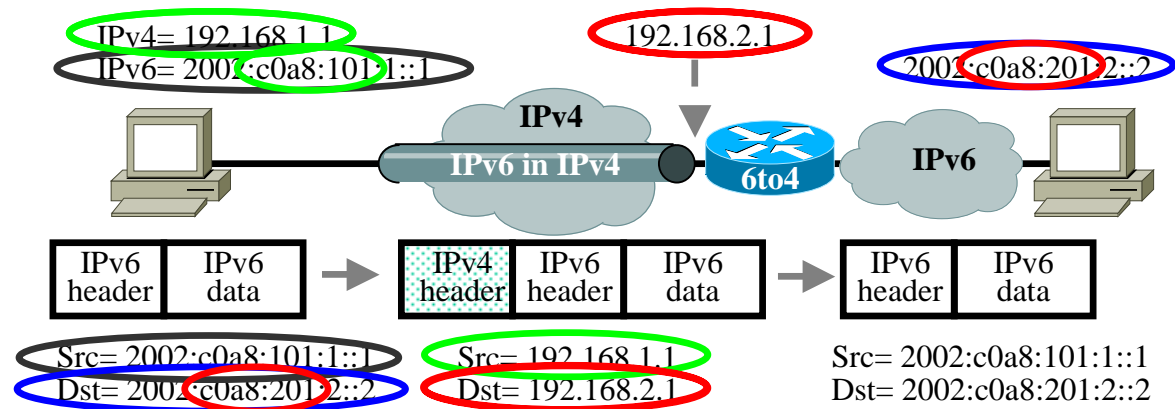 IPv4= 192.168.1.1
IPv6= 2002:c0a8:101:1::1
192.168.2.1
2002:c0a8:201:2::2
IPv4
IPv6 in IPv4
6to4
IPv6
IPv6 header
IPv6 data
IPv4 header
IPv6 header
IPv6 data
IPv6 header
IPv6 data
Src= 2002:c0a8:101:1::1
Dst= 2002:c0a8:201:2::2
Src= 192.168.1.1
Dst= 192.168.2.1
Src= 2002:c0a8:101:1::1
Dst= 2002:c0a8:201:2::2